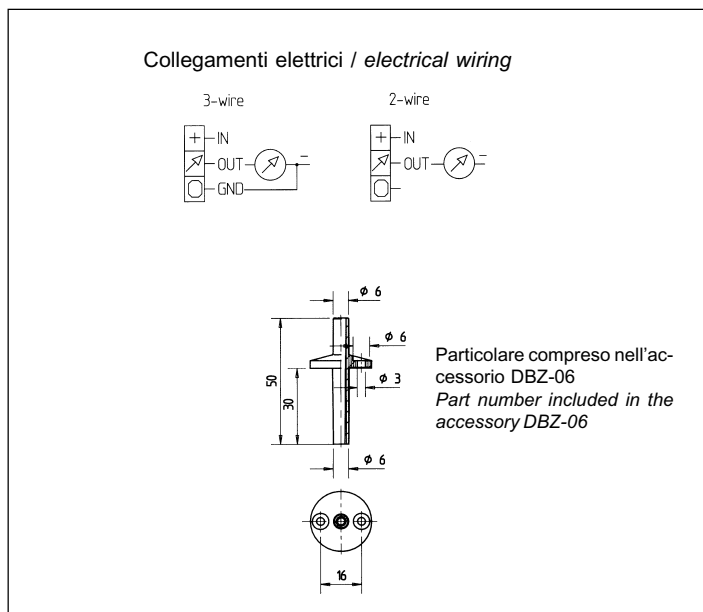 Collegamenti elettrici / electrical wiring
3-wire
2-wire
+ IN
OUT
GND
+ IN
OUT
ϕ 6
ϕ 6
ϕ 3
50
30
ϕ 6
16
Particolare compreso nell'ac-
cessorio DBZ-06
Part number included in the
accessory DBZ-06